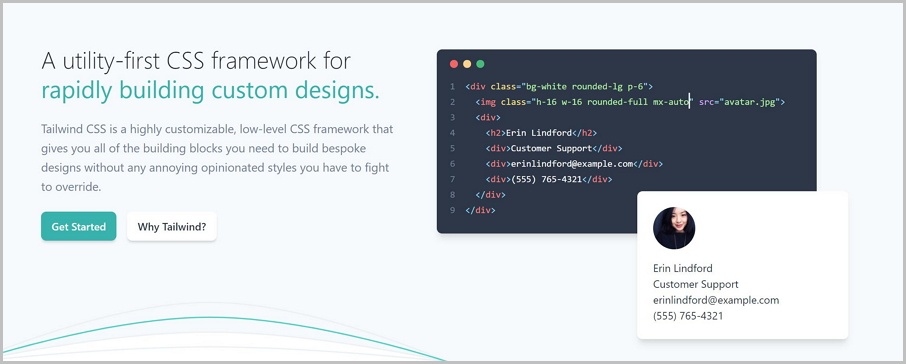 A utility-first CSS framework for
rapidly building custom designs.
Tailwind CSS is a highly customizable, low-level CSS framework that
gives you all of the building blocks you need to build bespoke
designs without any annoying opinionated styles you have to fight
to override.
Get Started
Why Tailwind?
1 <div class="bg-white rounded-lg p-6">
2 <img class="h-16 w-16 rounded-full mx-auto" src="avatar.jpg">
3 <div>
4 <h2>Erin Lindford</h2>
5 <div>Customer Support</div>
6 <div>erinlindford@example.com</div>
7 <div>(555) 765-4321</div>
8 </div>
9 </div>
Erin Lindford
Customer Support
erinlindford@example.com
(555) 765-4321